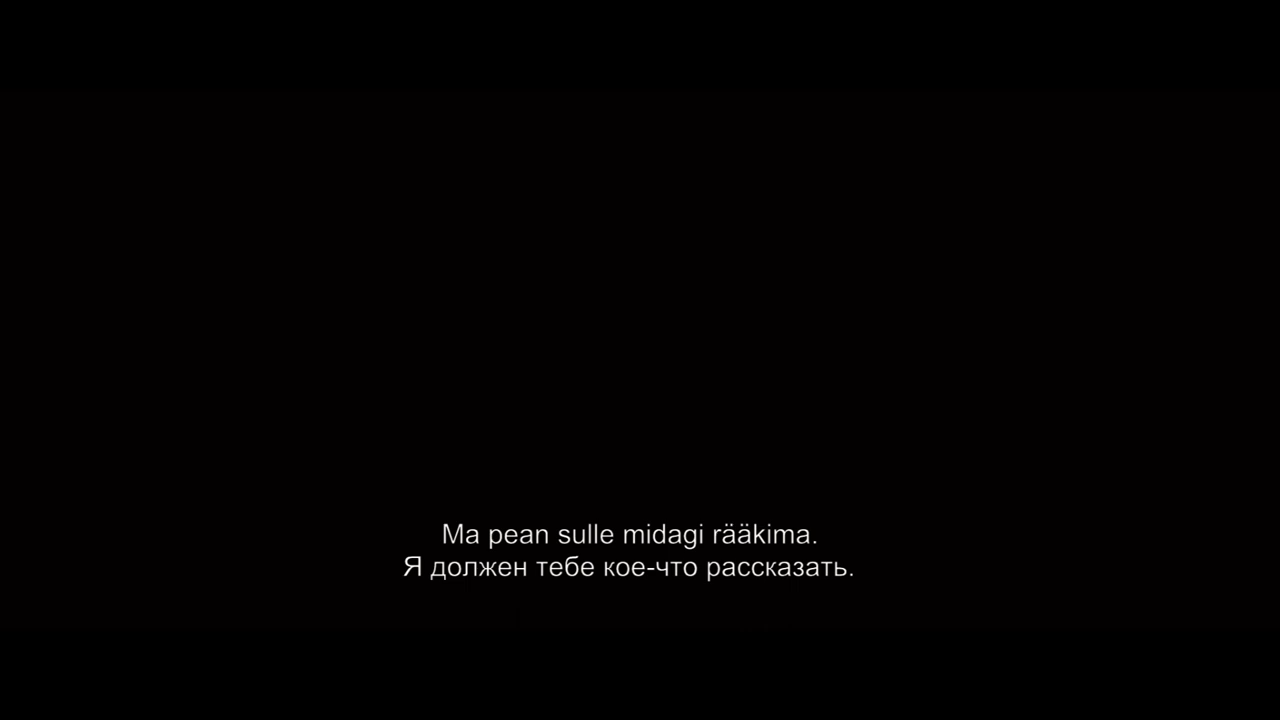 Ma pean sulle midagi rääkima.
Я должен тебе кое-что рассказать.